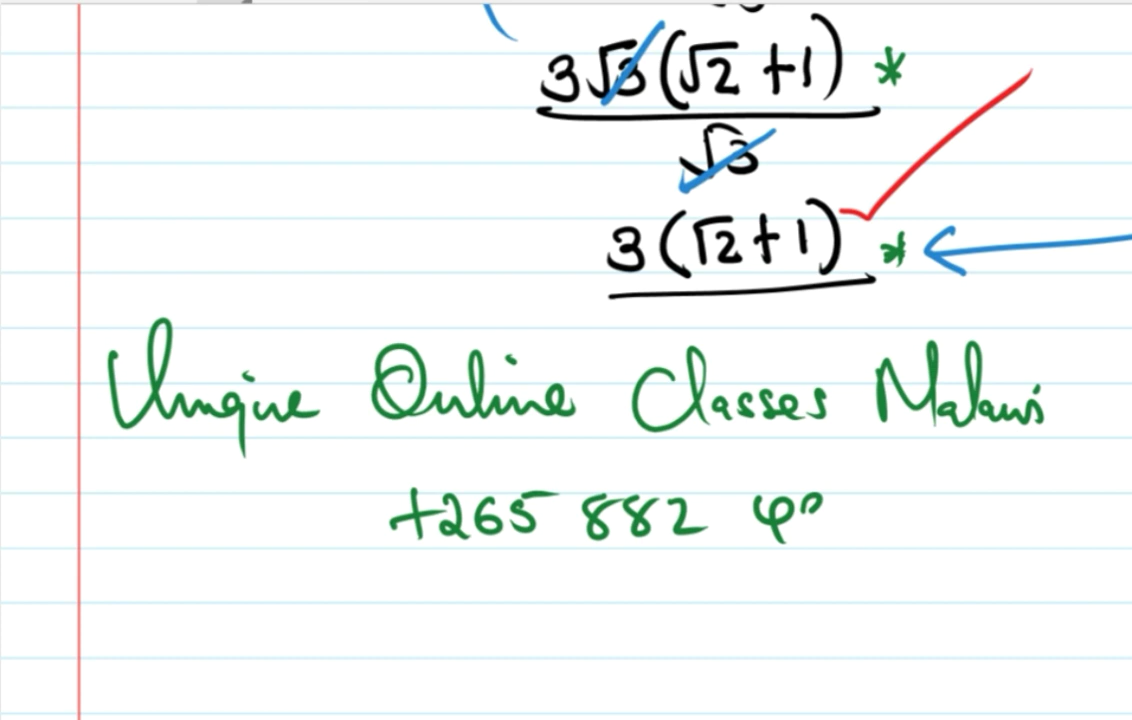 3√3(√2+1) *
√3
3(√2+1) *
Unique Online Classes Malawi
+265 882